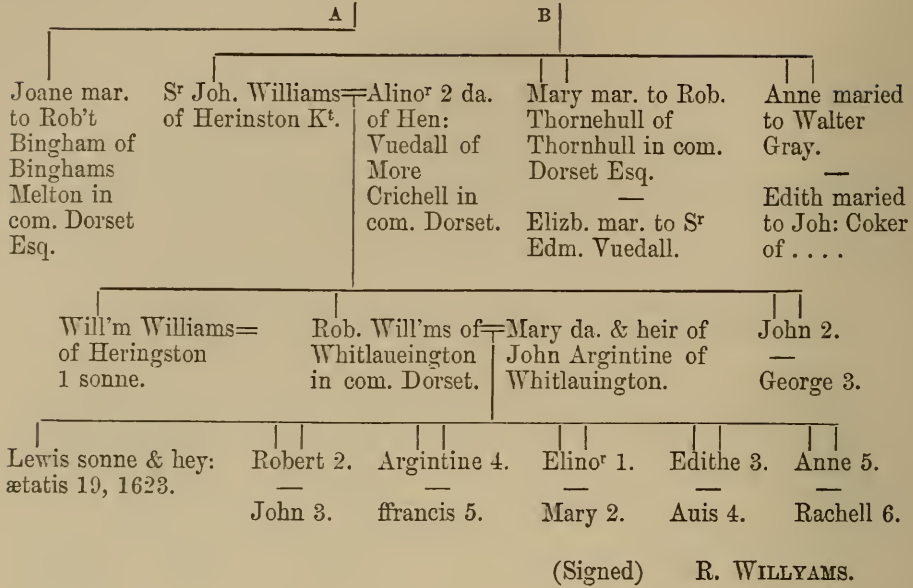 A B
Joane mar.
to Rob't
Bingham of
Binghams
Melton in
com. Dorset
Esq.
Sʳ Joh. Williams=
of Herinston Kᵗ.
Alinoʳ 2 da.
of Hen:
Vuedall of
More
Crichell in
com. Dorset.
Mary mar. to Rob.
Thornehull of
Thornhull in com.
Dorset Esq.
—
Elizb. mar. to Sʳ
Edm. Vuedall.
Anne maried
to Walter
Gray.
—
Edith maried
to Joh: Coker
of . . . .
Will'm Williams=
of Heringston
1 sonne.
Rob. Will'ms of=
Whitlaueington
in com. Dorset.
Mary da. & heir of
John Argintine of
Whitlauington.
John 2.
—
George 3.
Lewis sonne & hey:
ætatis 19, 1623.
Robert 2.
—
John 3.
Argintine 4.
—
ffrancis 5.
Elinoʳ 1.
—
Mary 2.
Edithe 3.
—
Auis 4.
Anne 5.
—
Rachell 6.
(Signed) R. WILLYAMS.